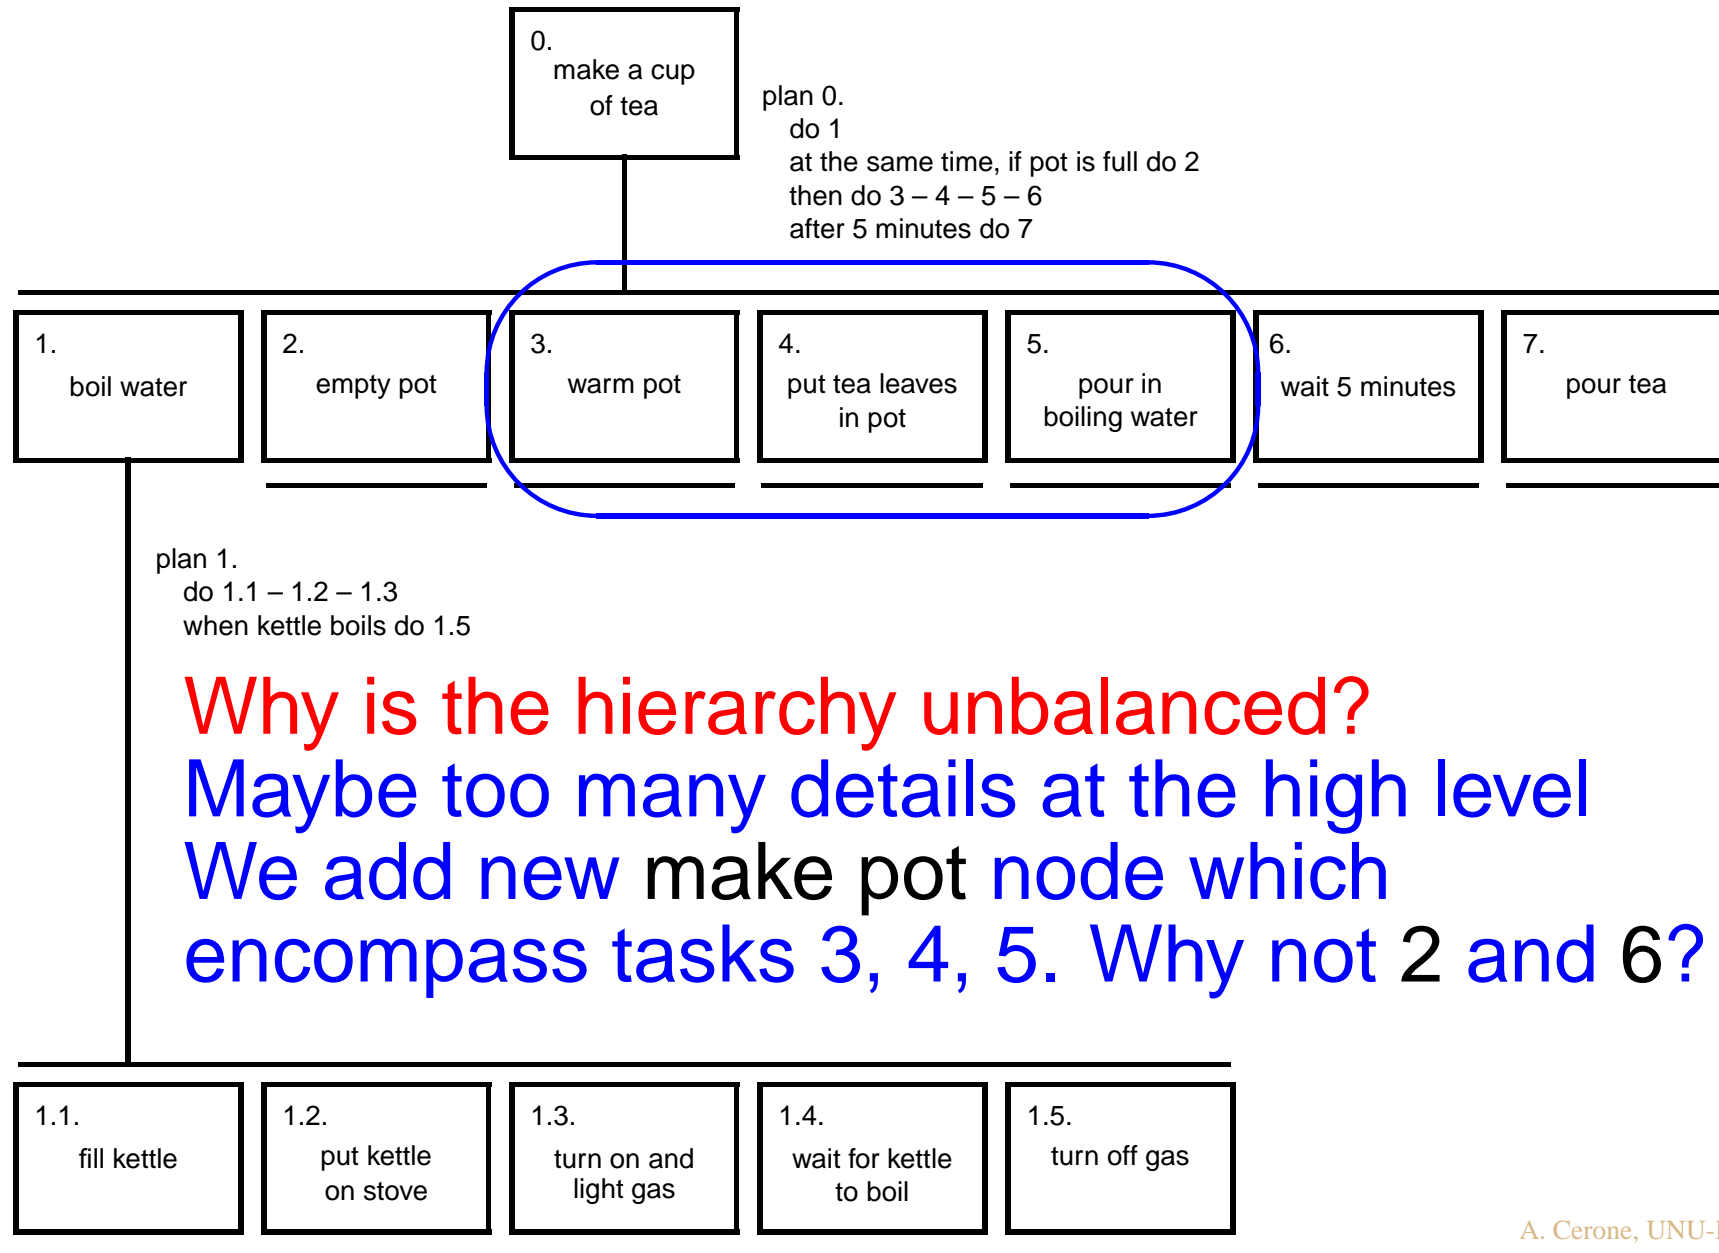 0.
make a cup
of tea
plan 0.
do 1
at the same time, if pot is full do 2
then do 3 – 4 – 5 – 6
after 5 minutes do 7
1.
boil water
2.
empty pot
3.
warm pot
4.
put tea leaves
in pot
5.
pour in
boiling water
6.
wait 5 minutes
7.
pour tea
plan 1.
do 1.1 – 1.2 – 1.3
when kettle boils do 1.5
Why is the hierarchy unbalanced?
Maybe too many details at the high level
We add new make pot node which
encompass tasks 3, 4, 5. Why not 2 and 6?
1.1.
fill kettle
1.2.
put kettle
on stove
1.3.
turn on and
light gas
1.4.
wait for kettle
to boil
1.5.
turn off gas
A. Cerone, UNU-